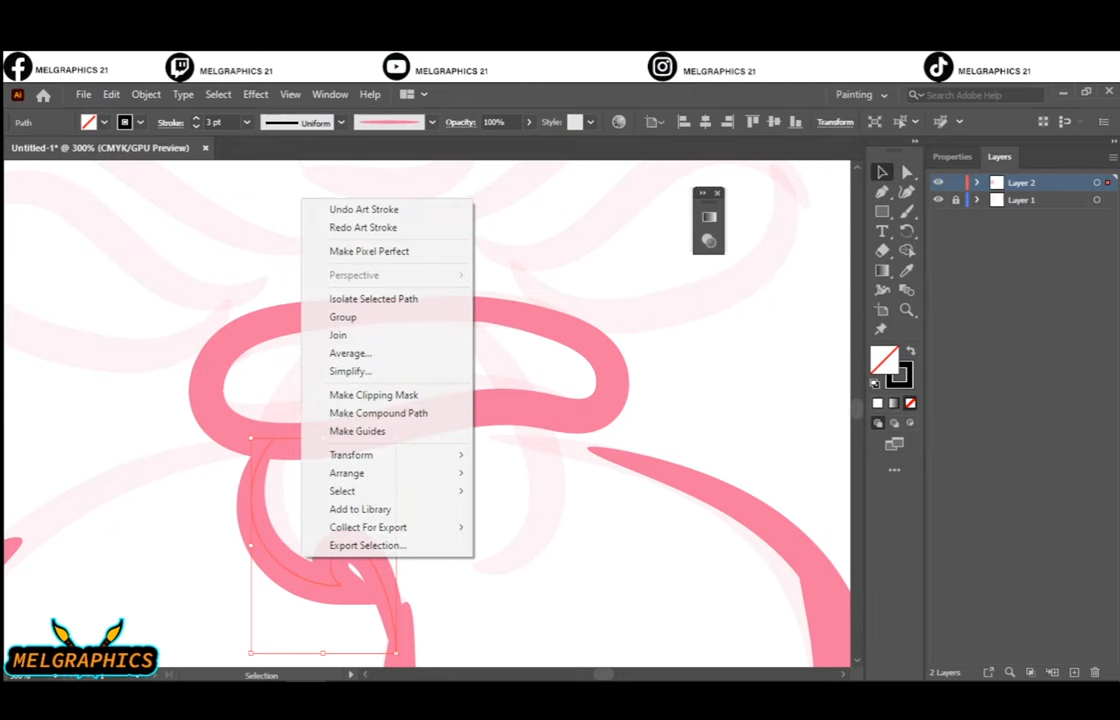 MELGRAPHICS 21 MELGRAPHICS 21 MELGRAPHICS 21 MELGRAPHICS 21 MELGRAPHICS 21
Ai File Edit Object Type Select Effect View Window Help Painting Search Adobe Help
Path Stroke: 3 pt Uniform Opacity: 100% Style: Transform
Untitled-1* @ 300% (CMYK/GPU Preview)
Properties Layers
Layer 2
Layer 1
Undo Art Stroke
Redo Art Stroke
Make Pixel Perfect
Perspective
Isolate Selected Path
Group
Join
Average...
Simplify...
Make Clipping Mask
Make Compound Path
Make Guides
Transform
Arrange
Select
Add to Library
Collect For Export
Export Selection...
MELGRAPHICS
Selection
2 Layers